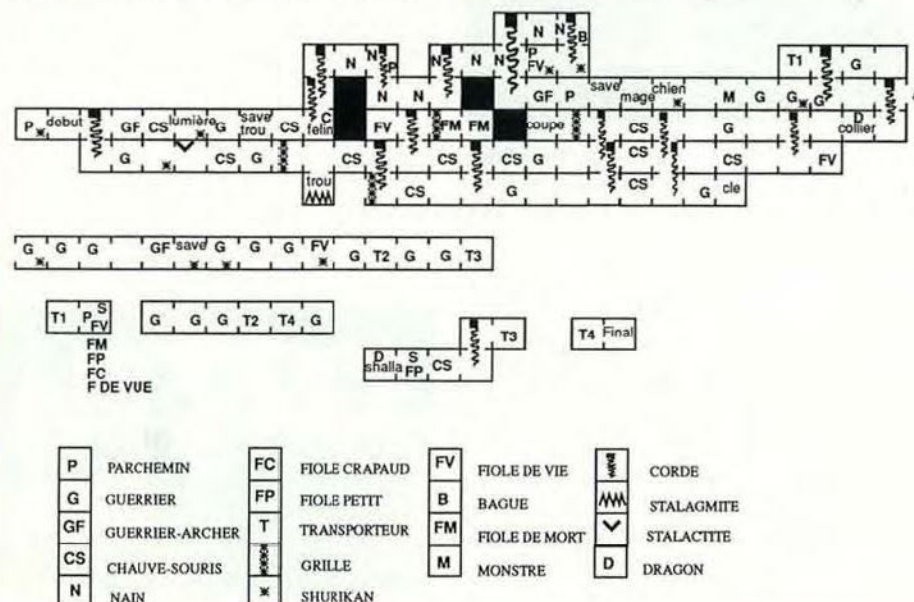 N N B
N N N N N P FV T1 G
P N N GF P save mage chien M G G G
P debut GF CS lumière G save trou CS C felin FV FM FM coupe CS G D collier
G CS G CS CS G CS CS FV
trou CS G CS G cle
G G G GF save G G G FV G T2 G G T3
T1 P S FV G G G T2 T4 G T3 T4 Final
FM D shalla S FP CS
FP
FC
F DE VUE
P PARCHEMIN FC FIOLE CRAPAUD FV FIOLE DE VIE CORDE
G GUERRIER FP FIOLE PETIT B BAGUE STALAGMITE
GF GUERRIER-ARCHER T TRANSPORTEUR FM FIOLE DE MORT STALACTITE
CS CHAUVE-SOURIS GRILLE M MONSTRE D DRAGON
N NAIN SHURIKAN